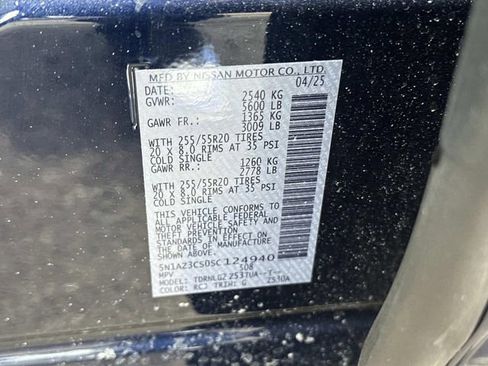 MFD BY NISSAN MOTOR CO., LTD.
DATE: 04/25
GVWR: 2540 KG
5600 LB
GAWR FR.: 1365 KG
3009 LB
WITH 255/55R20 TIRES
20 X 8.0 RIMS AT 35 PSI
COLD SINGLE
GAWR RR.: 1260 KG
2778 LB
WITH 255/55R20 TIRES
20 X 8.0 RIMS AT 35 PSI
COLD SINGLE
THIS VEHICLE CONFORMS TO
ALL APPLICABLE FEDERAL
MOTOR VEHICLE SAFETY AND
THEFT PREVENTION STANDARDS
IN EFFECT ON THE DATE OF
MANUFACTURE SHOWN ABOVE.
5N1AZ3CS0SC124940
MPV 508
MODEL:
COLOR: TRIM: G